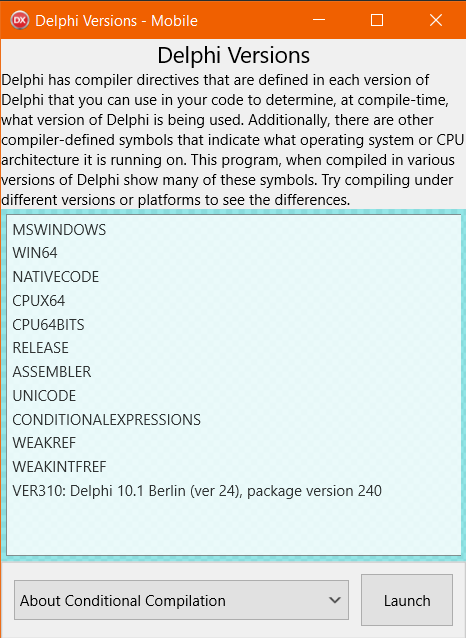 DX Delphi Versions - Mobile
Delphi Versions
Delphi has compiler directives that are defined in each version of
Delphi that you can use in your code to determine, at compile-time,
what version of Delphi is being used. Additionally, there are other
compiler-defined symbols that indicate what operating system or CPU
architecture it is running on. This program, when compiled in various
versions of Delphi show many of these symbols. Try compiling under
different versions or platforms to see the differences.
MSWINDOWS
WIN64
NATIVECODE
CPUX64
CPU64BITS
RELEASE
ASSEMBLER
UNICODE
CONDITIONALEXPRESSIONS
WEAKREF
WEAKINTFREF
VER310: Delphi 10.1 Berlin (ver 24), package version 240
About Conditional Compilation
Launch